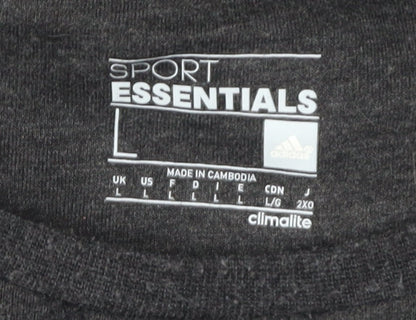 SPORT
ESSENTIALS
L
adidas
MADE IN CAMBODIA
UK US F D I E CDN J
L L L L L L L/G 2XO
climalite